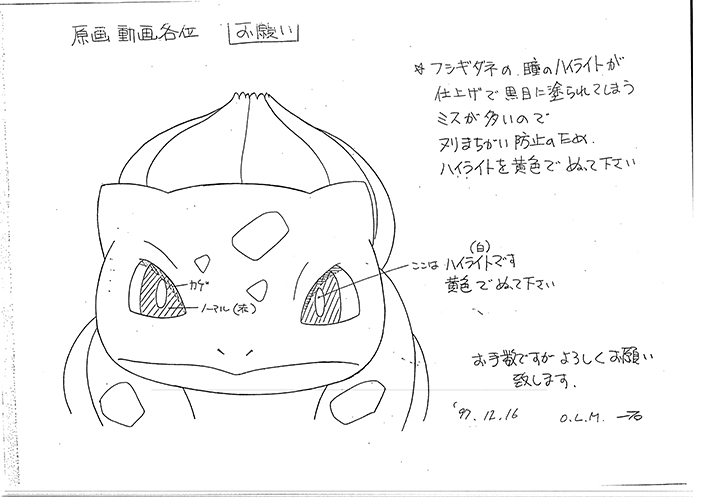 原画 動画各位 お願い
☆フシギダネの、瞳のハイライトが
仕上げで黒目に塗られてしまう
ミスが多いので
ヌリまちがい防止のため、
ハイライトを黄色でぬって下さい
(白)
ここは ハイライトです
黄色でぬって下さい
カゲ
ノーマル(赤)
お手数ですがよろしくお願い
致します.
'97.12.16 O.L.M.